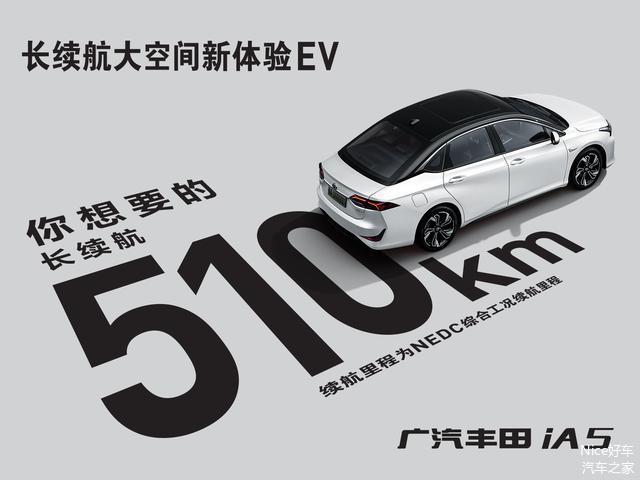 长续航大空间新体验EV
你想要的
长续航
510km
续航里程为NEDC综合工况续航里程
广汽丰田 iA5
Nice好车
汽车之家